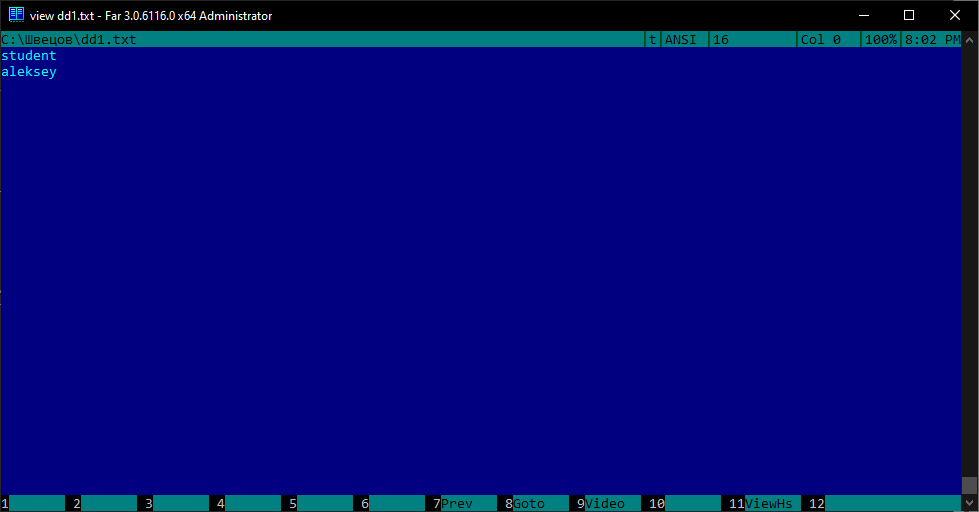 view dd1.txt - Far 3.0.6116.0 x64 Administrator
C:\Швецов\dd1.txt t ANSI 16 Col 0 100% 8:02 PM
student
aleksey
1 2 3 4 5 6 7Prev 8Goto 9Video 10 11ViewHs 12